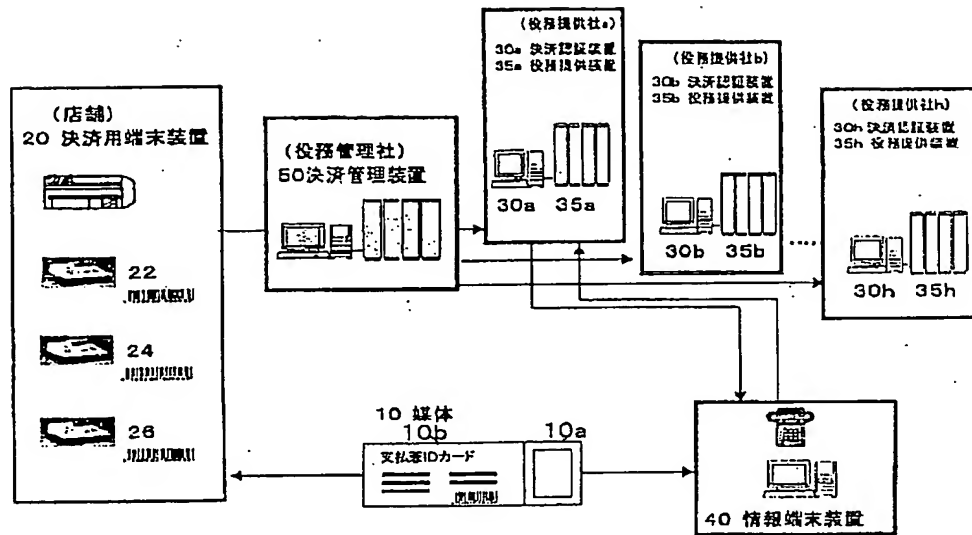 (店舗)
20 決済用端末装置
22
24
26
(役務管理社)
50決済管理装置
(役務提供社a)
30a 決済認証装置
35a 役務提供装置
30a 35a
(役務提供社b)
30b 決済認証装置
35b 役務提供装置
30b 35b
(役務提供社h)
30h 決済認証装置
35h 役務提供装置
30h 35h
10 媒体
10b
10a
支払基IDカード
40 情報端末装置